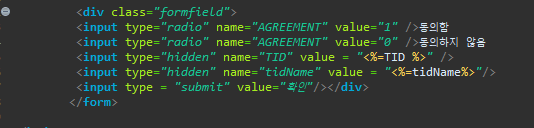 <div class="formfield">
<input type="radio" name="AGREEMENT" value="1" />동의함
<input type="radio" name="AGREEMENT" value="0" />동의하지 않음
<input type="hidden" name="TID" value = "<%=TID %>" />
<input type="hidden" name="tidName" value = "<%=tidName%>"/>
<input type = "submit" value="확인"/></div>
</form>